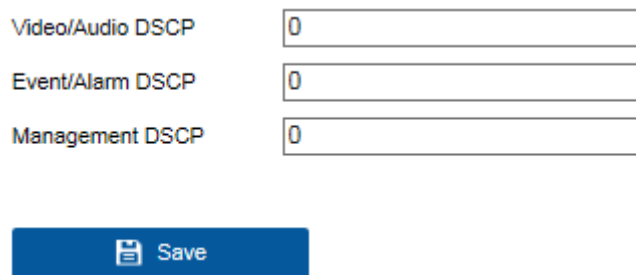 Video/Audio DSCP 0
Event/Alarm DSCP 0
Management DSCP 0
Save